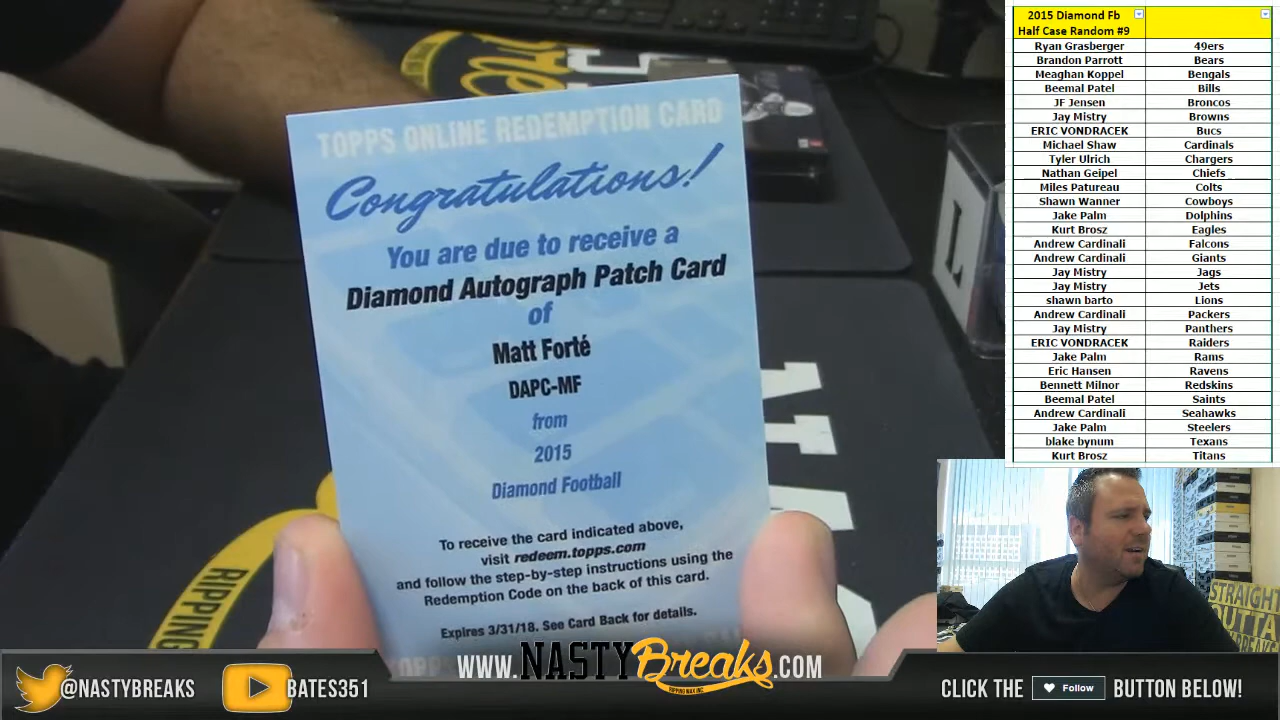 TOPPS ONLINE REDEMPTION CARD
Congratulations!
You are due to receive a
Diamond Autograph Patch Card
of
Matt Forté
DAPC-MF
from
2015
Diamond Football
To receive the card indicated above,
visit redeem.topps.com
and follow the step-by-step instructions using the
Redemption Code on the back of this card.
Expires 3/31/18. See Card Back for details.
RIPPING
2015 Diamond Fb
Half Case Random #9
Ryan Grasberger 49ers
Brandon Parrott Bears
Meaghan Koppel Bengals
Beemal Patel Bills
JF Jensen Broncos
Jay Mistry Browns
ERIC VONDRACEK Bucs
Michael Shaw Cardinals
Tyler Ulrich Chargers
Nathan Geipel Chiefs
Miles Patureau Colts
Shawn Wanner Cowboys
Jake Palm Dolphins
Kurt Brosz Eagles
Andrew Cardinali Falcons
Andrew Cardinali Giants
Jay Mistry Jags
Jay Mistry Jets
shawn barto Lions
Andrew Cardinali Packers
Jay Mistry Panthers
ERIC VONDRACEK Raiders
Jake Palm Rams
Eric Hansen Ravens
Bennett Milnor Redskins
Beemal Patel Saints
Andrew Cardinali Seahawks
Jake Palm Steelers
blake bynum Texans
Kurt Brosz Titans
STRAIGHT
OUTTA
@NASTYBREAKS
BATES351
WWW.NASTYBreaks.COM
RIPPING WAX INC
CLICK THE Follow BUTTON BELOW!